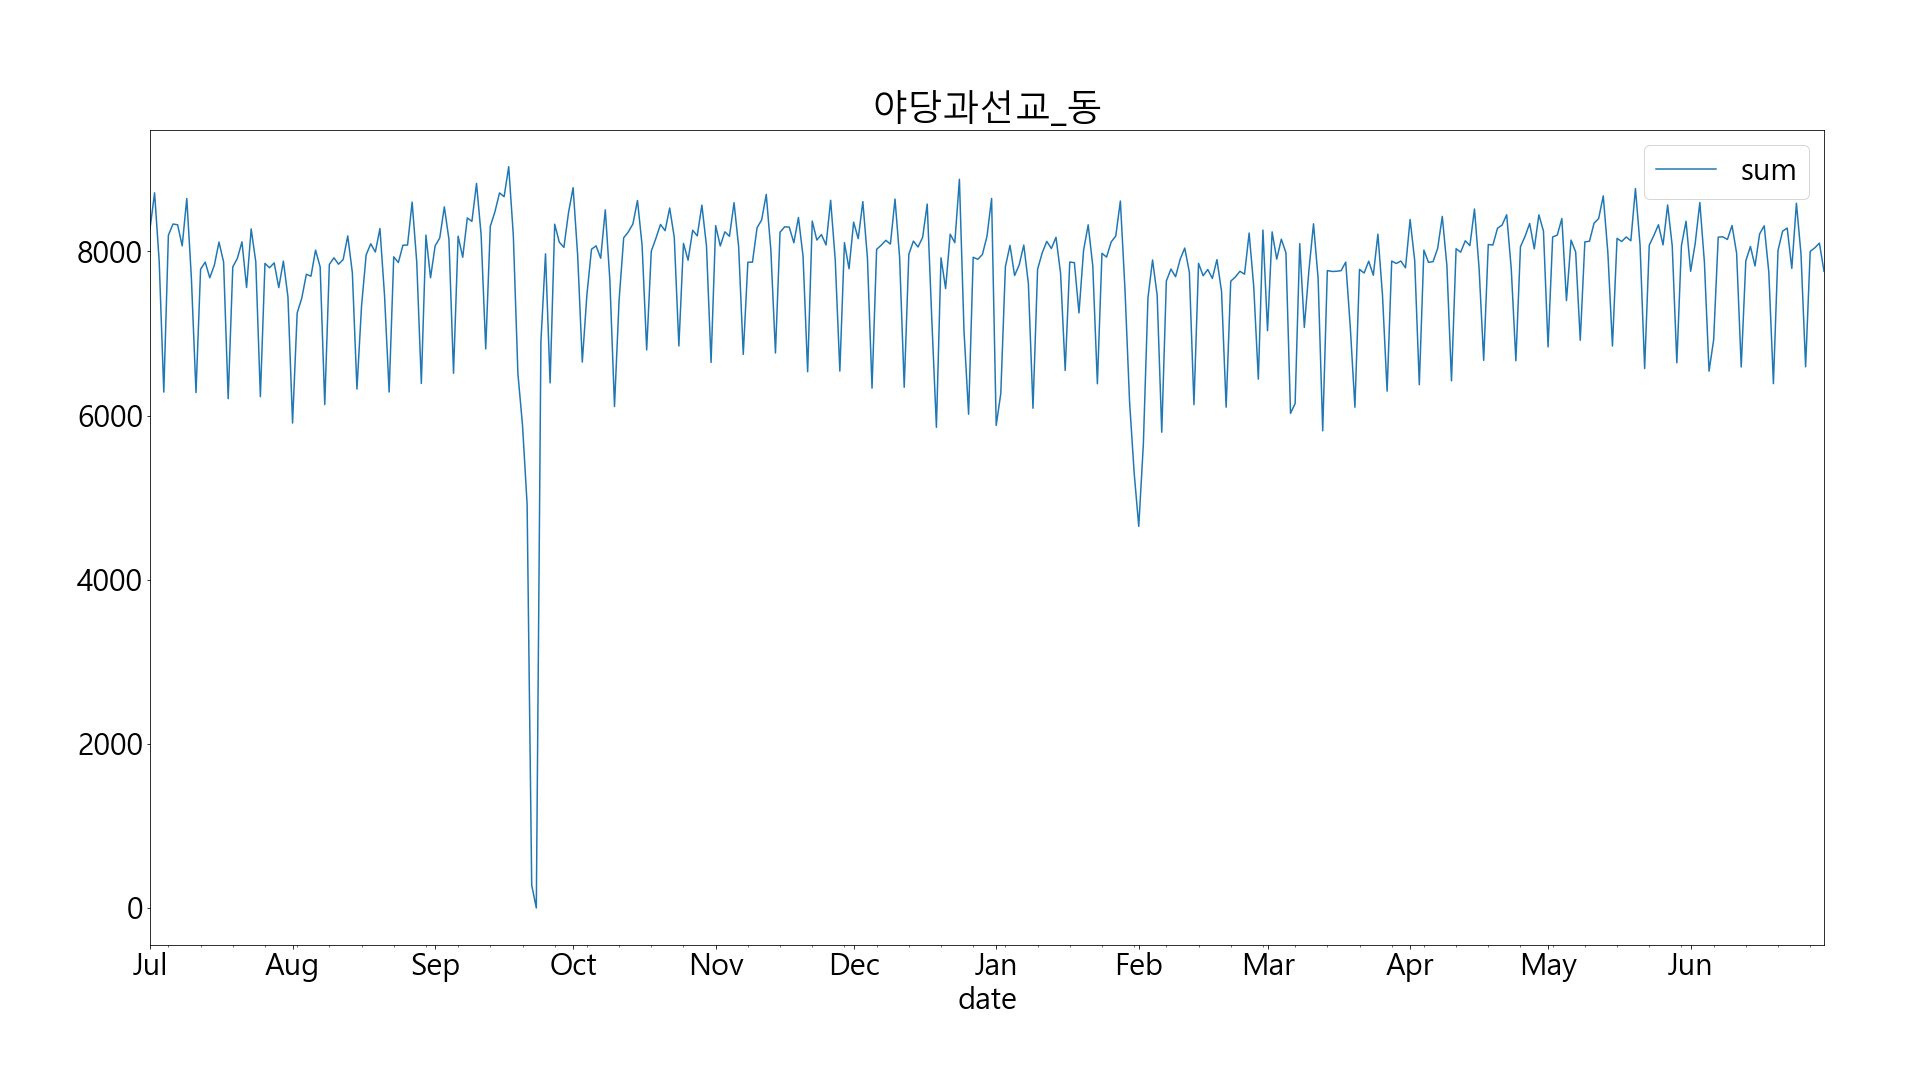 야당과선교_동
sum
8000
6000
4000
2000
0
Jul Aug Sep Oct Nov Dec Jan Feb Mar Apr May Jun
date